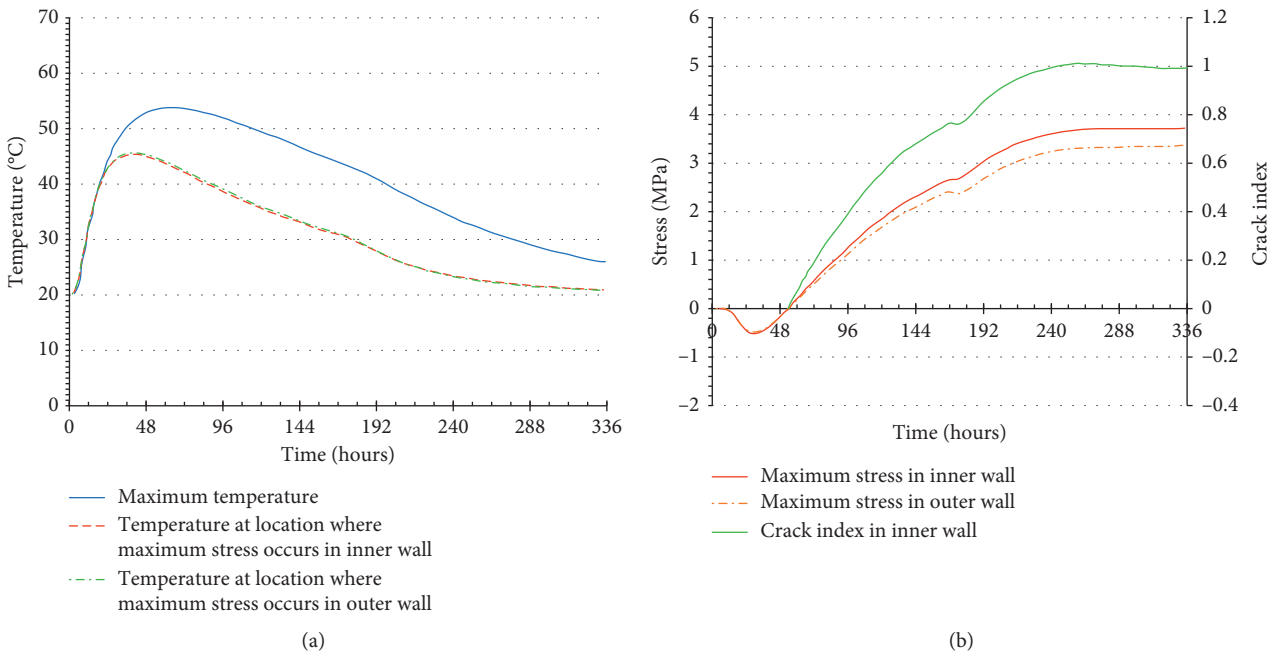 70
60
50
40
30
20
10
0
Temperature (°C)
0 48 96 144 192 240 288 336
Time (hours)
Maximum temperature
Temperature at location where
maximum stress occurs in inner wall
Temperature at location where
maximum stress occurs in outer wall
(a)
6
5
4
3
2
1
0
−1
−2
Stress (MPa)
0 48 96 144 192 240 288 336
1.2
1
0.8
0.6
0.4
0.2
0
−0.2
−0.4
Crack index
Time (hours)
Maximum stress in inner wall
Maximum stress in outer wall
Crack index in inner wall
(b)